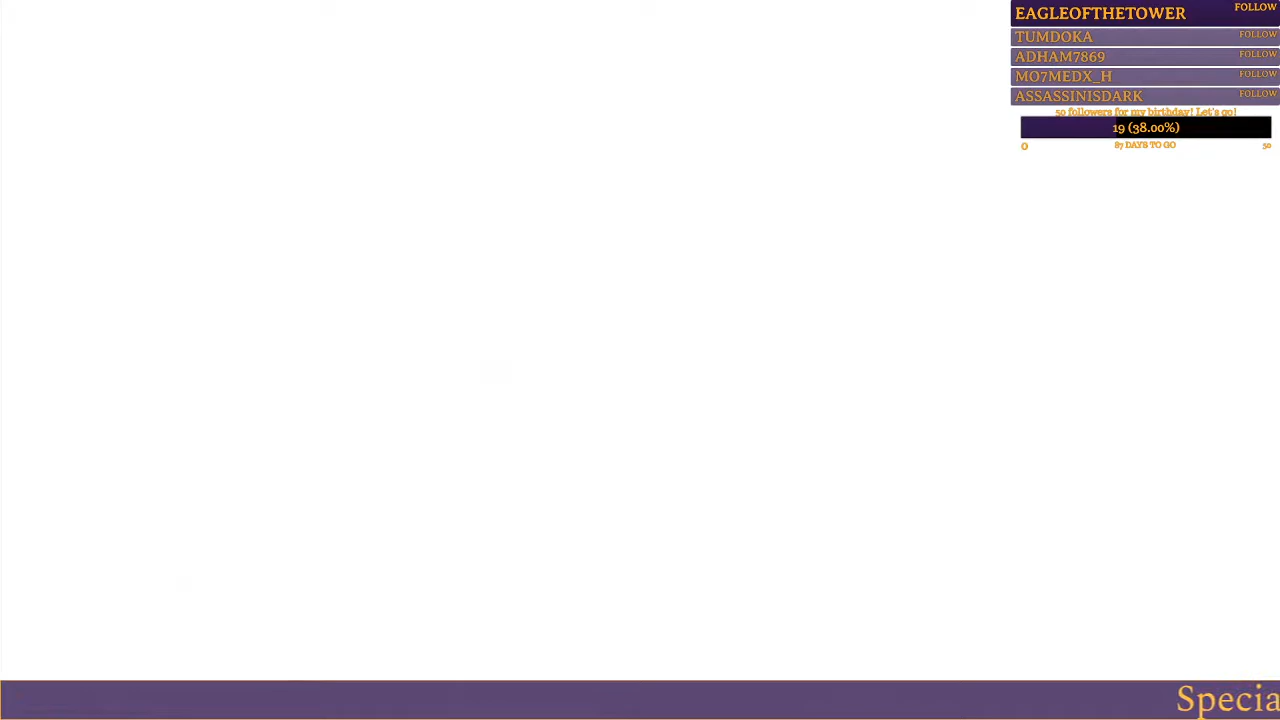 EAGLEOFTHETOWER FOLLOW
TUMDOKA FOLLOW
ADHAM7869 FOLLOW
MO7MEDX_H FOLLOW
ASSASSINISDARK FOLLOW
50 followers for my birthday! Let's go!
19 (38.00%)
0 87 DAYS TO GO 50
Specia